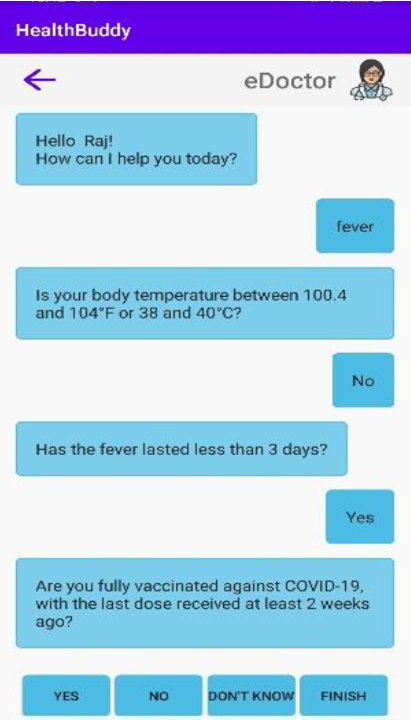 HealthBuddy
eDoctor
Hello Raj!
How can I help you today?
fever
Is your body temperature between 100.4
and 104°F or 38 and 40°C?
No
Has the fever lasted less than 3 days?
Yes
Are you fully vaccinated against COVID-19,
with the last dose received at least 2 weeks
ago?
YES NO DON'T KNOW FINISH